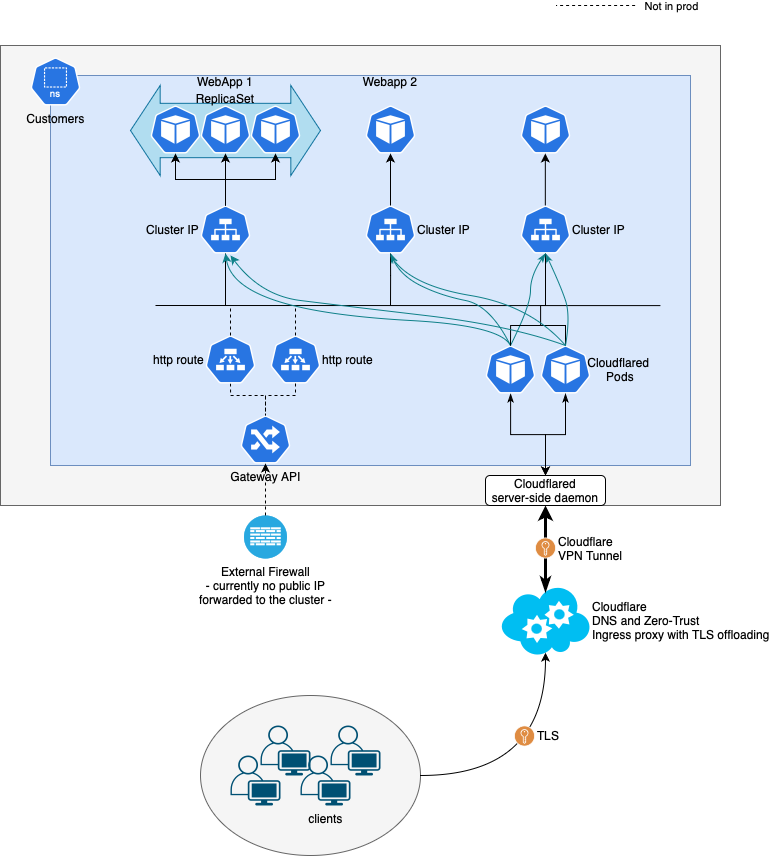 Not in prod
ns
Customers
WebApp 1
ReplicaSet
Webapp 2
Cluster IP
Cluster IP
Cluster IP
http route
http route
Cloudflared
Pods
Gateway API
Cloudflared
server-side daemon
External Firewall
- currently no public IP
forwarded to the cluster -
Cloudflare
VPN Tunnel
Cloudflare
DNS and Zero-Trust
Ingress proxy with TLS offloading
TLS
clients